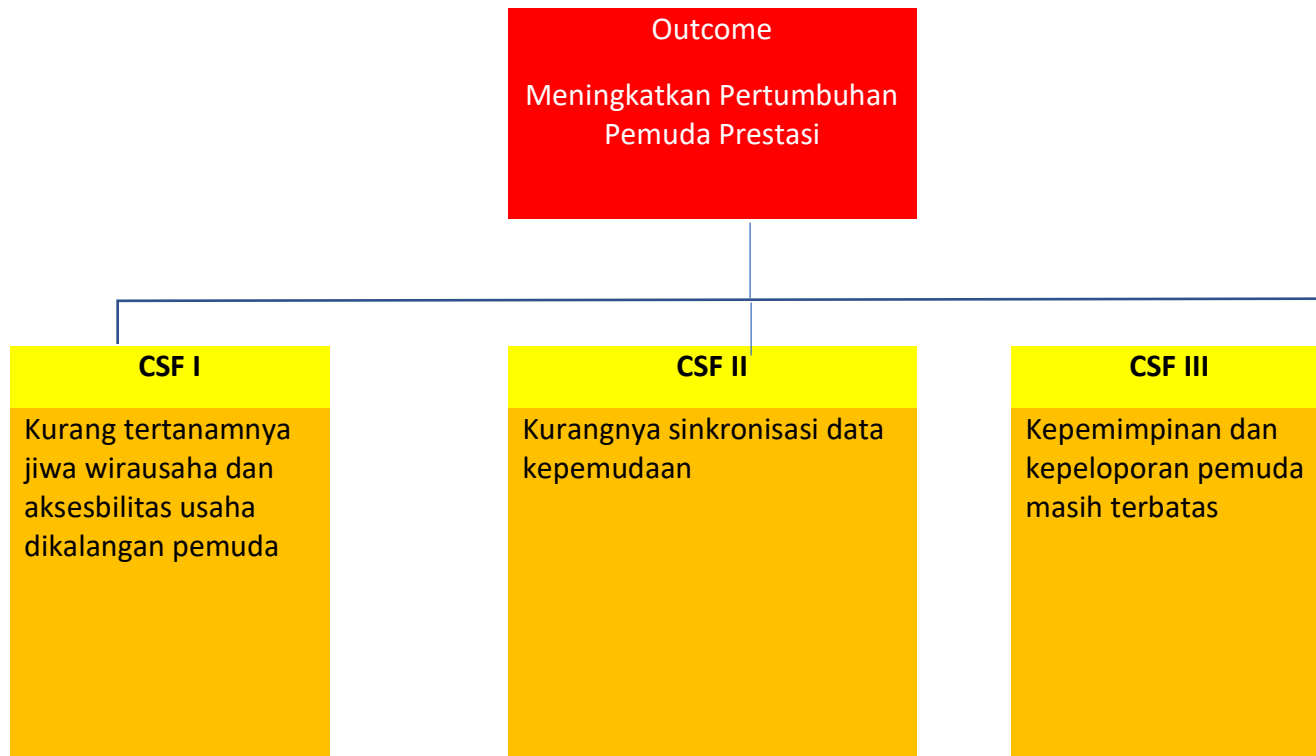 Outcome
Meningkatkan Pertumbuhan
Pemuda Prestasi
CSF I
Kurang tertanamnya
jiwa wirausaha dan
aksesbilitas usaha
dikalangan pemuda
CSF II
Kurangnya sinkronisasi data
kepemudaan
CSF III
Kepemimpinan dan
kepeloporan pemuda
masih terbatas